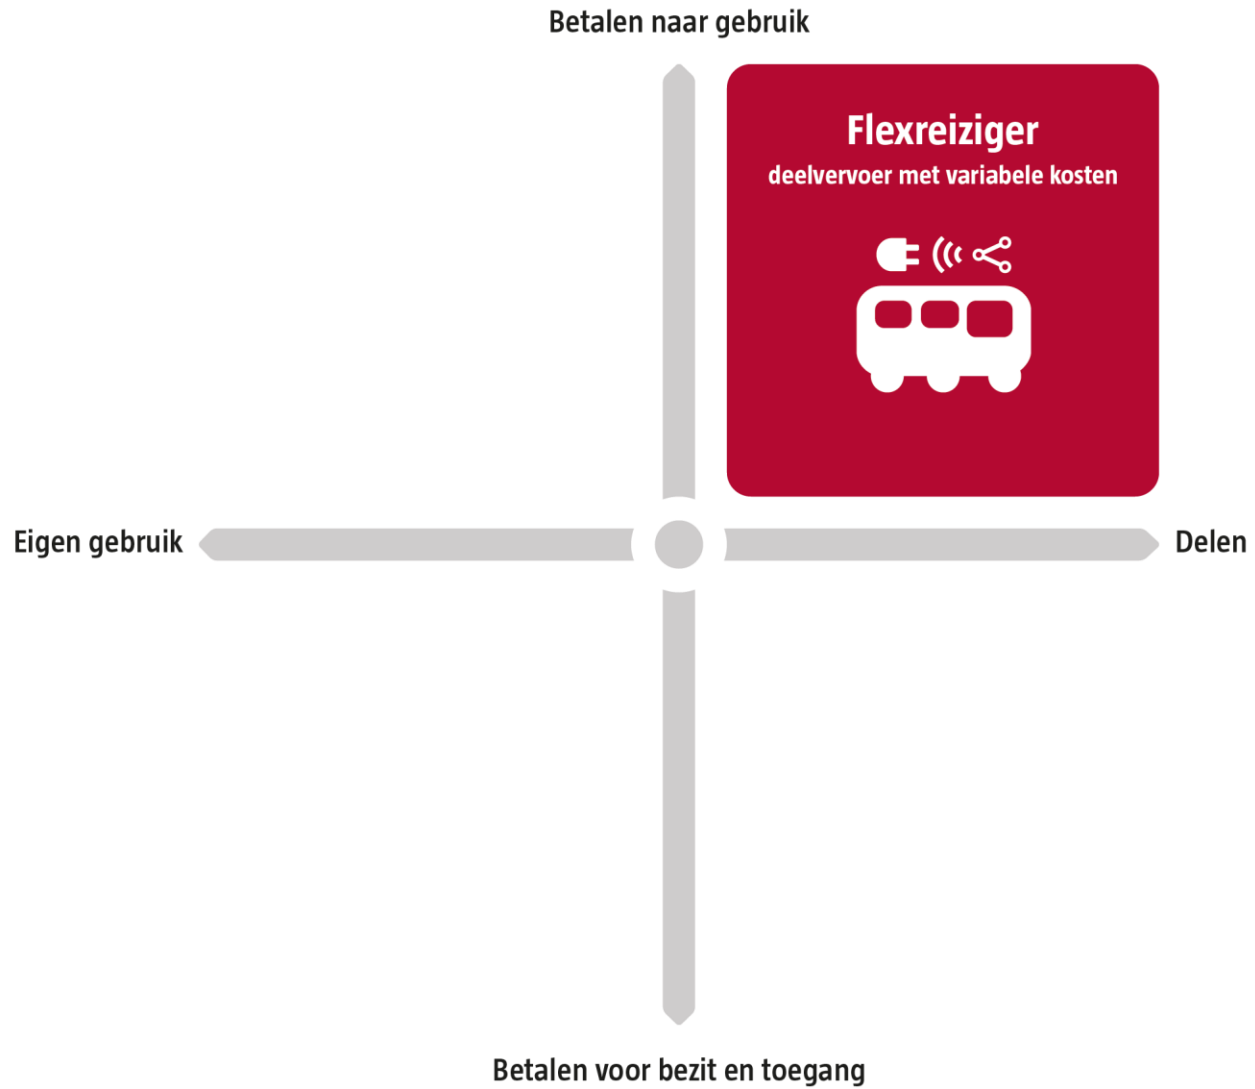 Betalen naar gebruik
Flexreiziger
deelvervoer met variabele kosten
Eigen gebruik
Delen
Betalen voor bezit en toegang